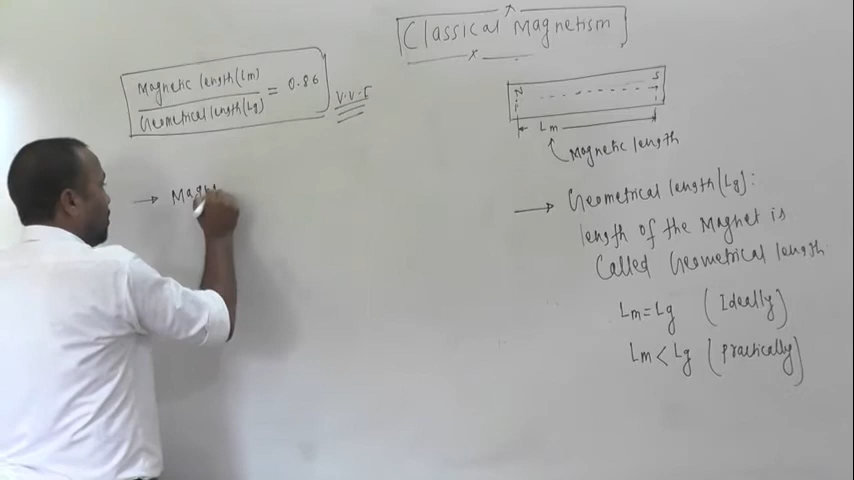 Classical Magnetism
Magnetic length(Lm)
Geometrical length(Lg)
= 0.86
V.V.I
N
S
Lm
Magnetic length
→ Geometrical length(Lg):
length of the Magnet is
Called Geometrical length
Lm=Lg (Ideally)
Lm<Lg (Practically)
→ Magn